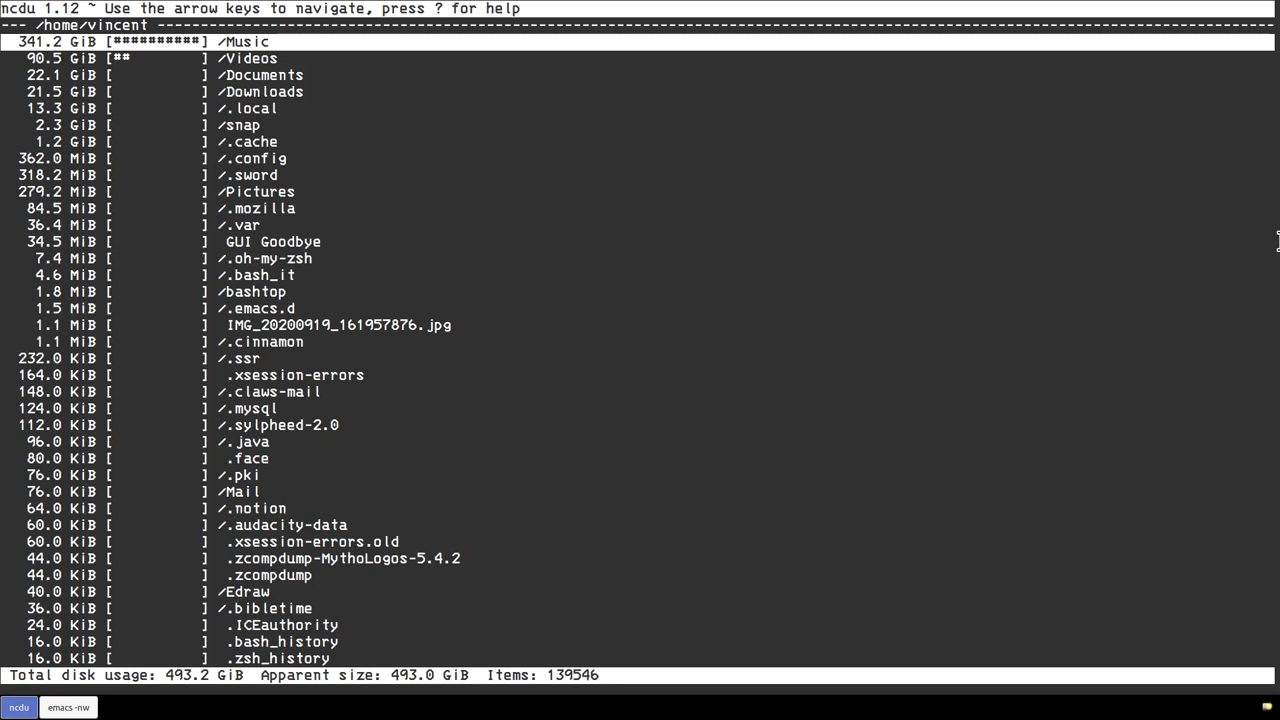 ncdu 1.12 ~ Use the arrow keys to navigate, press ? for help
--- /home/vincent ---
341.2 GiB [##########] /Music
90.5 GiB [##        ] /Videos
22.1 GiB [          ] /Documents
21.5 GiB [          ] /Downloads
13.3 GiB [          ] /.local
2.3 GiB [          ] /snap
1.2 GiB [          ] /.cache
362.0 MiB [          ] /.config
318.2 MiB [          ] /.sword
279.2 MiB [          ] /Pictures
84.5 MiB [          ] /.mozilla
36.4 MiB [          ] /.var
34.5 MiB [          ]  GUI Goodbye
7.4 MiB [          ] /.oh-my-zsh
4.6 MiB [          ] /.bash_it
1.8 MiB [          ] /bashtop
1.5 MiB [          ] /.emacs.d
1.1 MiB [          ]  IMG_20200919_161957876.jpg
1.1 MiB [          ] /.cinnamon
232.0 KiB [          ] /.ssr
164.0 KiB [          ]  .xsession-errors
148.0 KiB [          ] /.claws-mail
124.0 KiB [          ] /.mysql
112.0 KiB [          ] /.sylpheed-2.0
96.0 KiB [          ] /.java
80.0 KiB [          ]  .face
76.0 KiB [          ] /.pki
76.0 KiB [          ] /Mail
64.0 KiB [          ] /.notion
60.0 KiB [          ] /.audacity-data
60.0 KiB [          ]  .xsession-errors.old
44.0 KiB [          ]  .zcompdump-MythoLogos-5.4.2
44.0 KiB [          ]  .zcompdump
40.0 KiB [          ] /Edraw
36.0 KiB [          ] /.bibletime
24.0 KiB [          ]  .ICEauthority
16.0 KiB [          ]  .bash_history
16.0 KiB [          ]  .zsh_history
Total disk usage: 493.2 GiB  Apparent size: 493.0 GiB  Items: 139546
ncdu emacs -nw